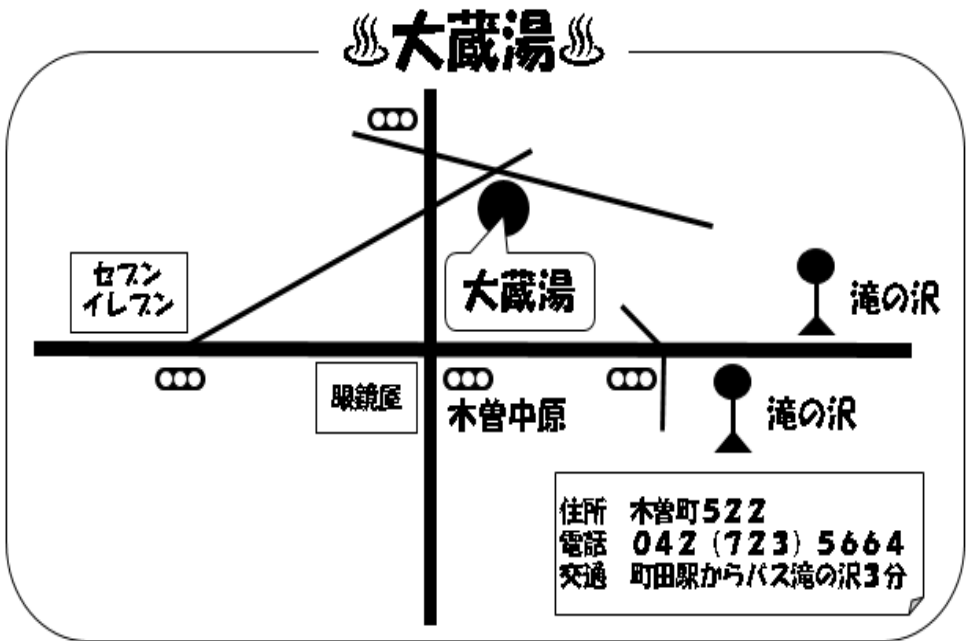 ♨大蔵湯♨
セブン
イレブン
大蔵湯
滝の沢
眼鏡屋
木曽中原
滝の沢
住所 木曽町522
電話 042（723）5664
交通 町田駅からバス滝の沢3分